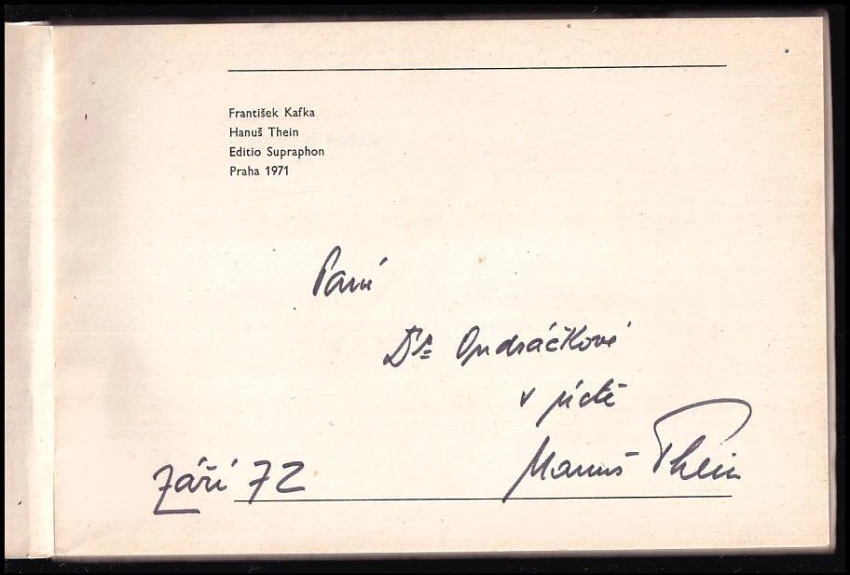 František Kafka
Hanuš Thein
Editio Supraphon
Praha 1971
Paní
Dr Ondráčkové
v úctě
Hanuš Thein
Září 72